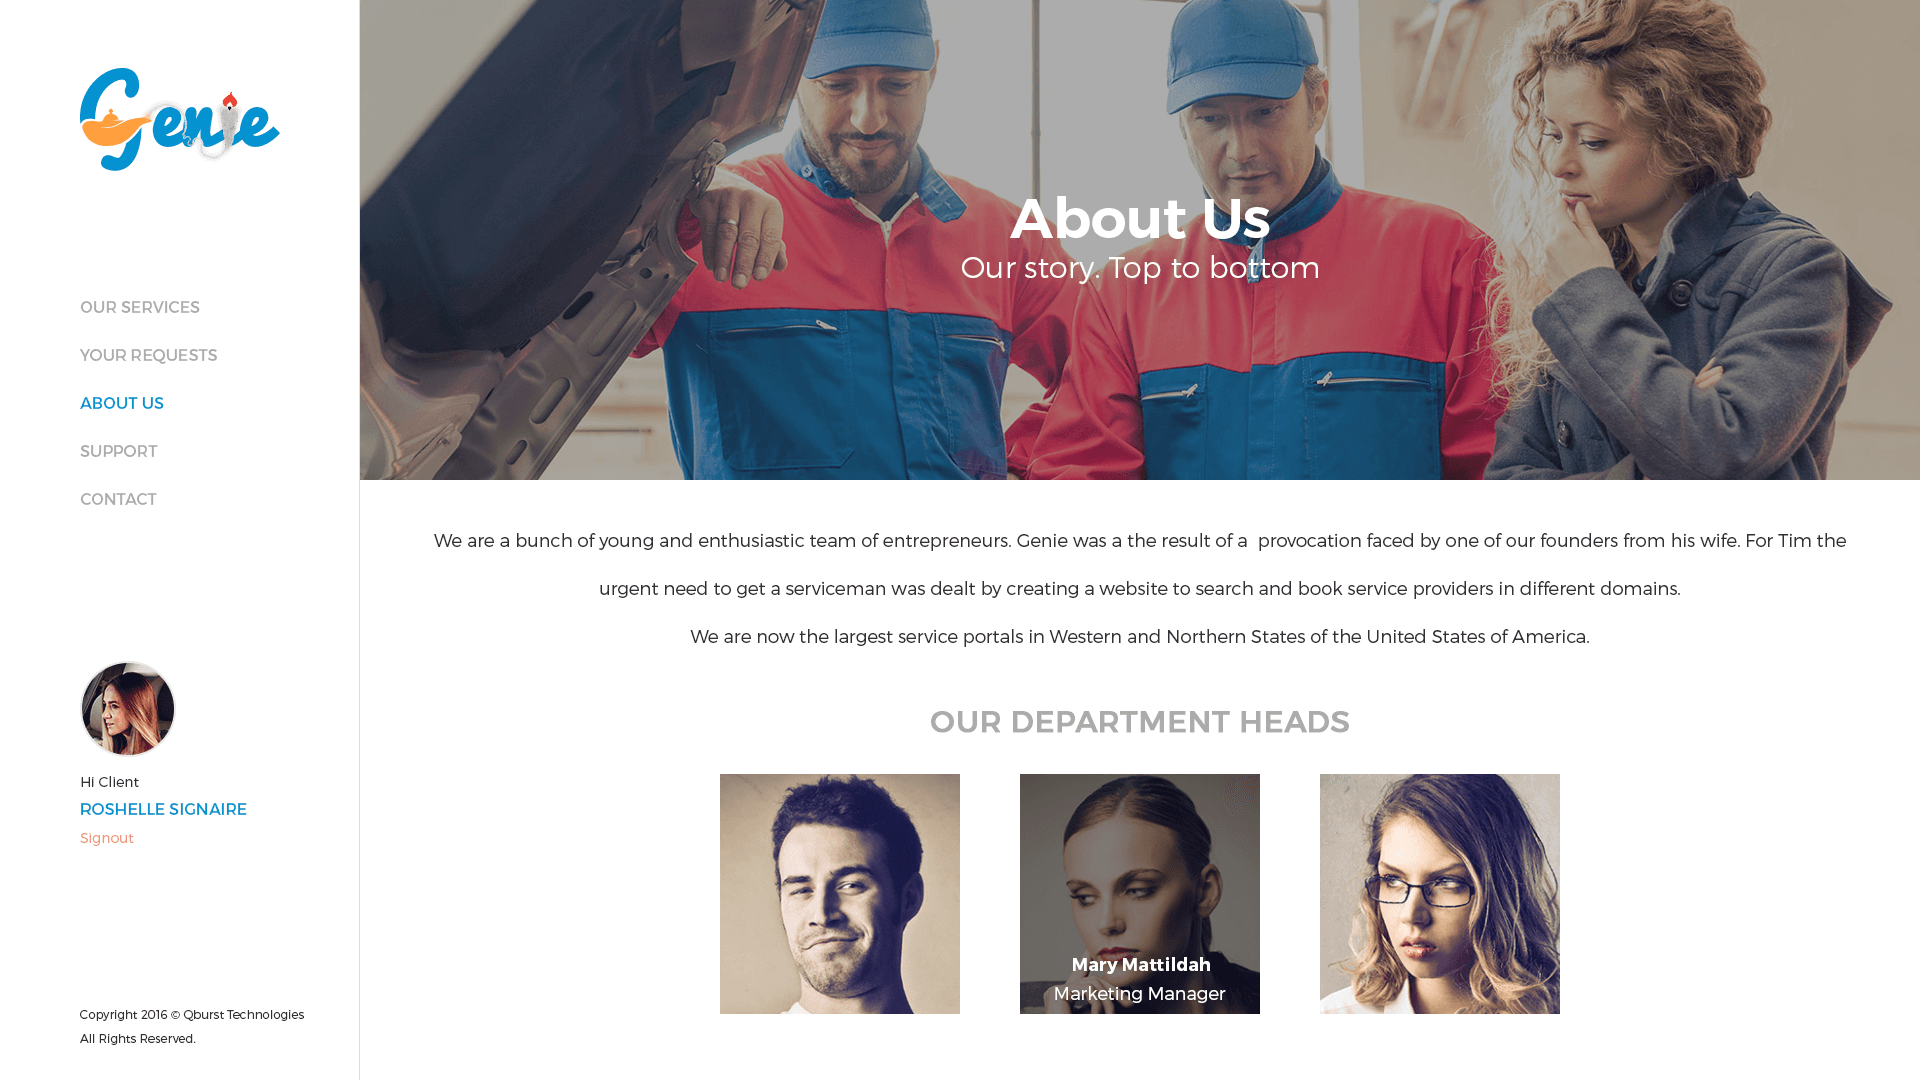 Genie
OUR SERVICES
YOUR REQUESTS
ABOUT US
SUPPORT
CONTACT
Hi Client
ROSHELLE SIGNAIRE
Signout
Copyright 2016 © Qburst Technologies
All Rights Reserved.
About Us
Our story. Top to bottom
We are a bunch of young and enthusiastic team of entrepreneurs. Genie was a the result of a  provocation faced by one of our founders from his wife. For Tim the
urgent need to get a serviceman was dealt by creating a website to search and book service providers in different domains.
We are now the largest service portals in Western and Northern States of the United States of America.
OUR DEPARTMENT HEADS
Mary Mattildah
Marketing Manager